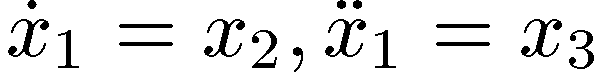 ẋ₁ = x₂, ẍ₁ = x₃